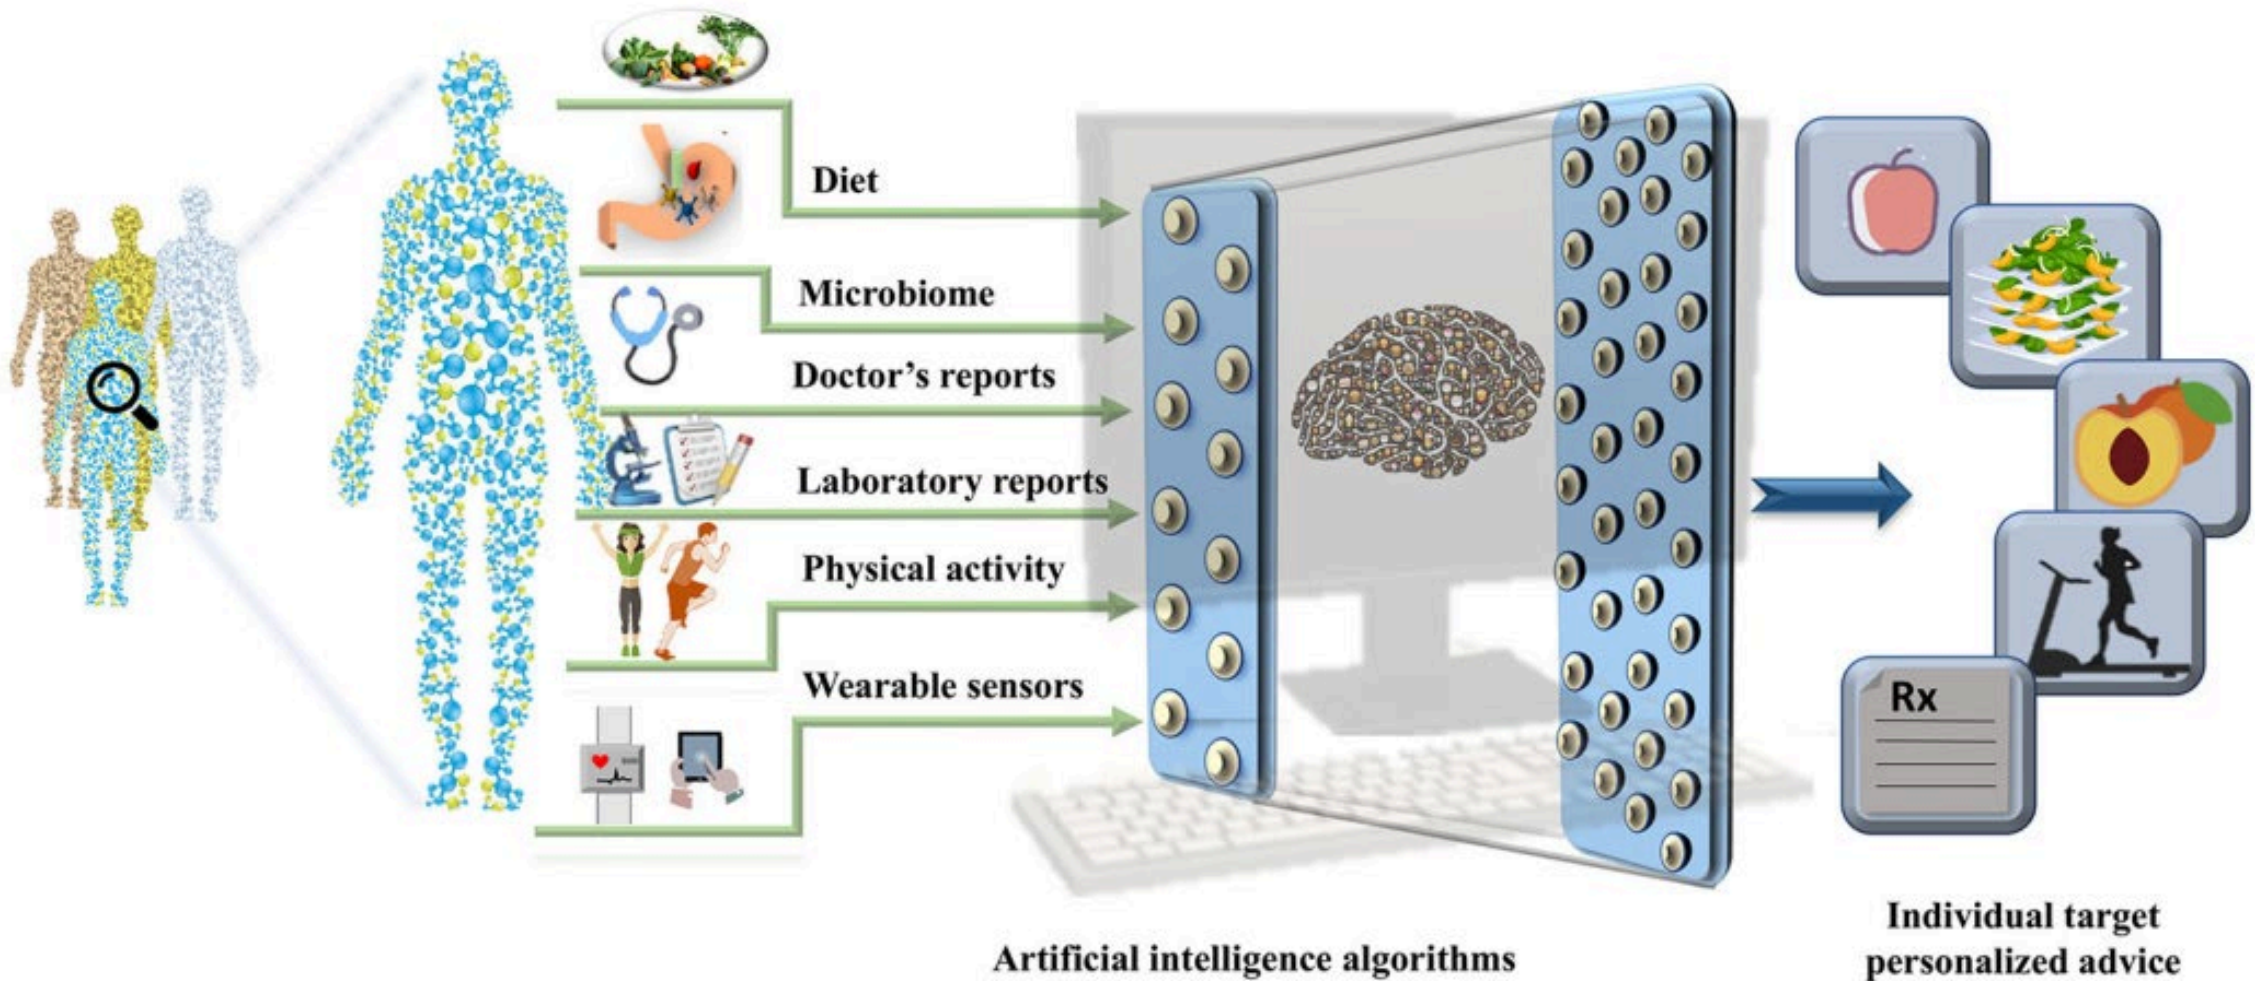 Diet
Microbiome
Doctor's reports
Laboratory reports
Physical activity
Wearable sensors
Rx
Artificial intelligence algorithms
Individual target
personalized advice